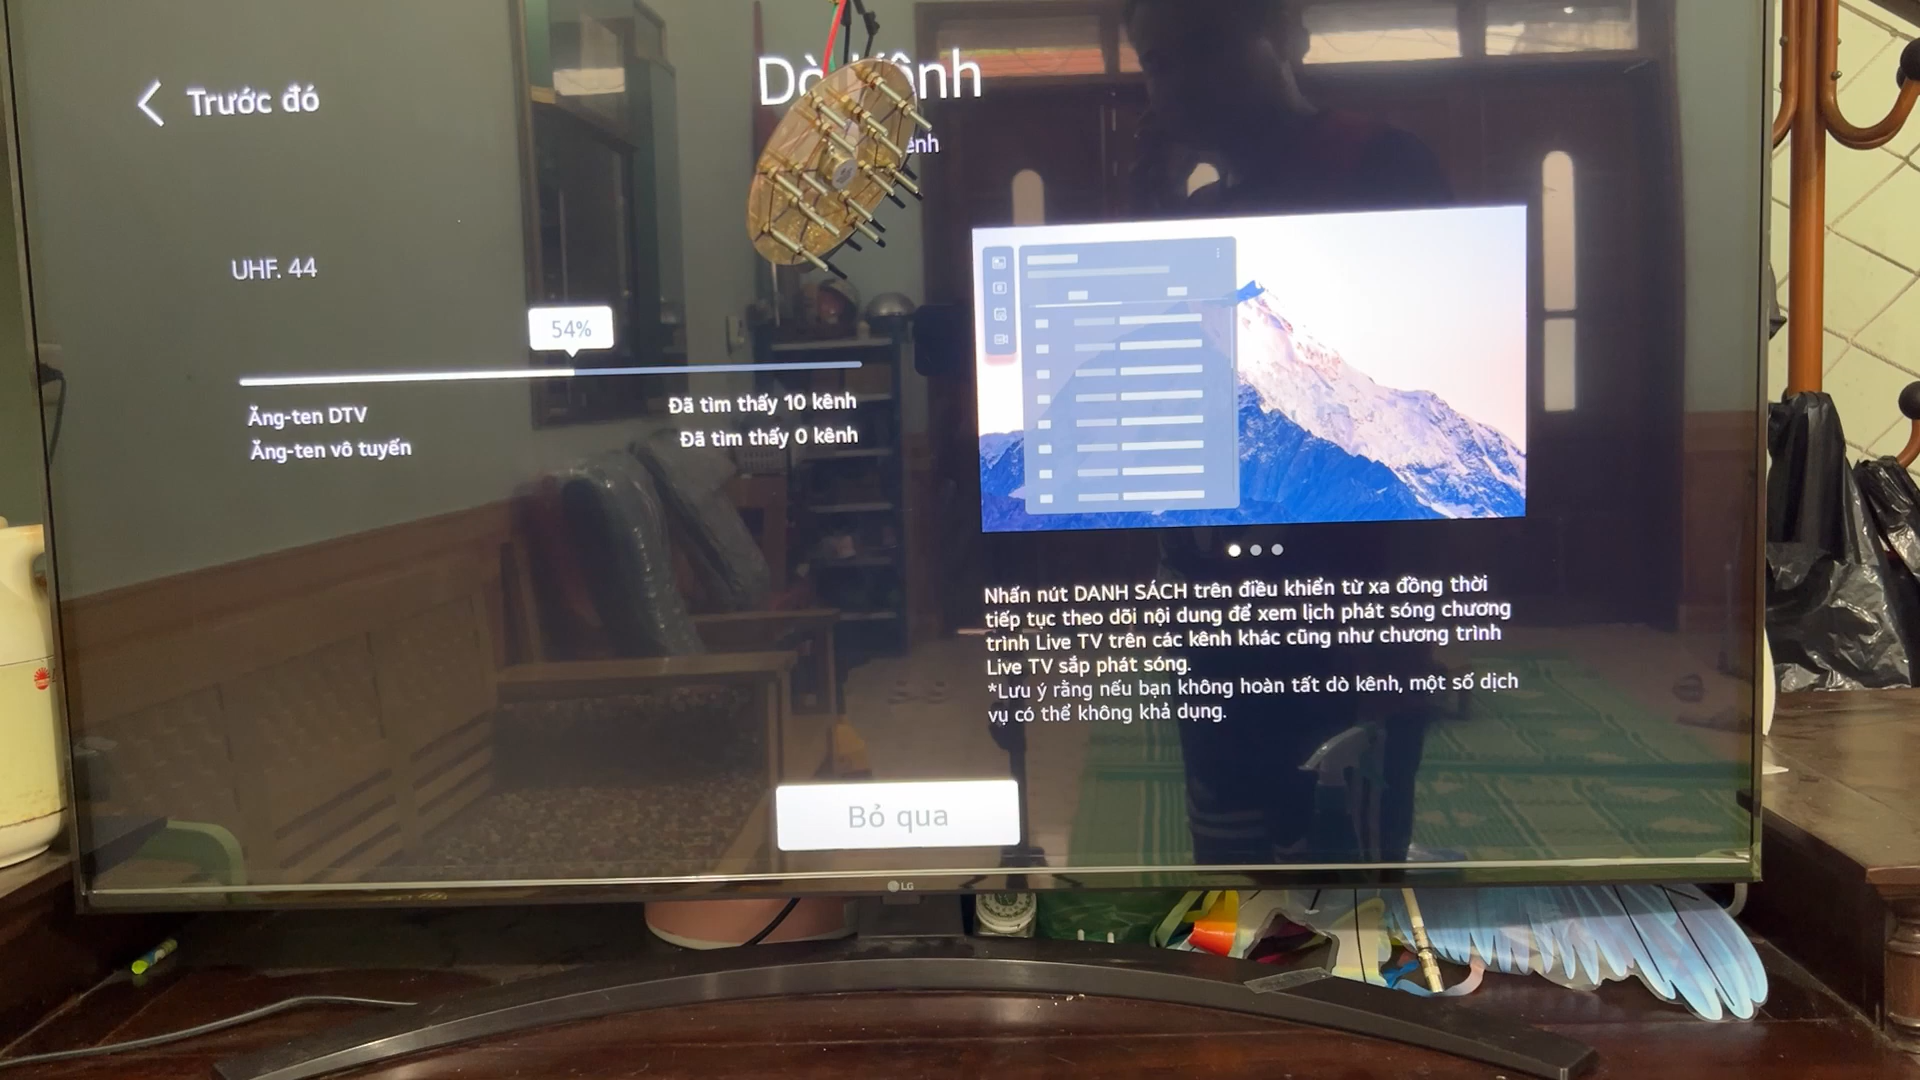 Trước đó
UHF. 44
54%
Ăng-ten DTV
Đã tìm thấy 10 kênh
Ăng-ten vô tuyến
Đã tìm thấy 0 kênh
Nhấn nút DANH SÁCH trên điều khiển từ xa đồng thời
tiếp tục theo dõi nội dung để xem lịch phát sóng chương
trình Live TV trên các kênh khác cũng như chương trình
Live TV sắp phát sóng.
*Lưu ý rằng nếu bạn không hoàn tất dò kênh, một số dịch
vụ có thể không khả dụng.
Bỏ qua
LG